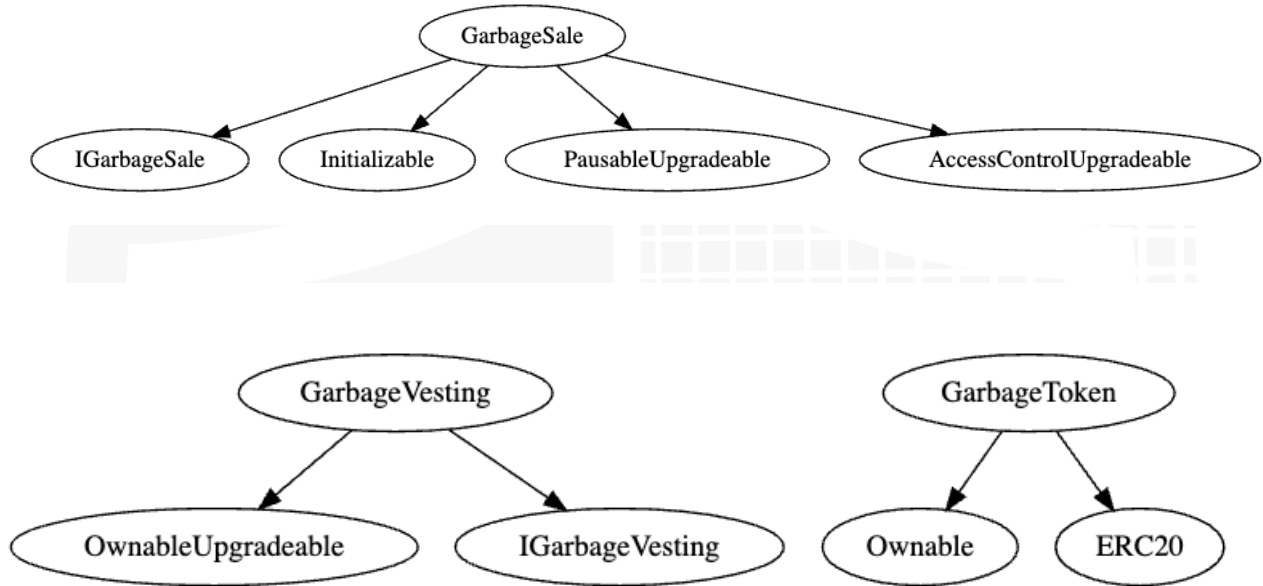 GarbageSale
IGarbageSale Initializable PausableUpgradeable AccessControlUpgradeable
GarbageVesting GarbageToken
OwnableUpgradeable IGarbageVesting Ownable ERC20